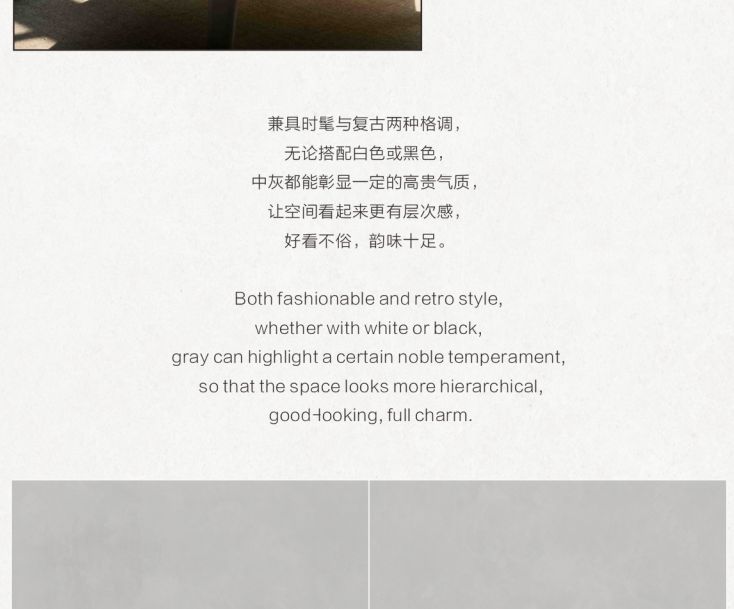 兼具时髦与复古两种格调，
无论搭配白色或黑色，
中灰都能彰显一定的高贵气质，
让空间看起来更有层次感，
好看不俗，韵味十足。
Both fashionable and retro style,
whether with white or black,
gray can highlight a certain noble temperament,
so that the space looks more hierarchical,
good-looking, full charm.